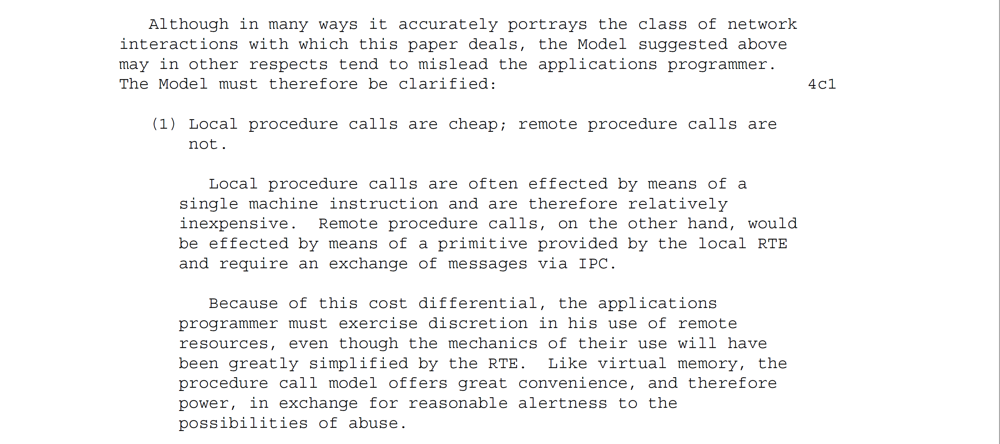 Although in many ways it accurately portrays the class of network
interactions with which this paper deals, the Model suggested above
may in other respects tend to mislead the applications programmer.
The Model must therefore be clarified: 4c1
(1) Local procedure calls are cheap; remote procedure calls are
not.
Local procedure calls are often effected by means of a
single machine instruction and are therefore relatively
inexpensive. Remote procedure calls, on the other hand, would
be effected by means of a primitive provided by the local RTE
and require an exchange of messages via IPC.
Because of this cost differential, the applications
programmer must exercise discretion in his use of remote
resources, even though the mechanics of their use will have
been greatly simplified by the RTE. Like virtual memory, the
procedure call model offers great convenience, and therefore
power, in exchange for reasonable alertness to the
possibilities of abuse.